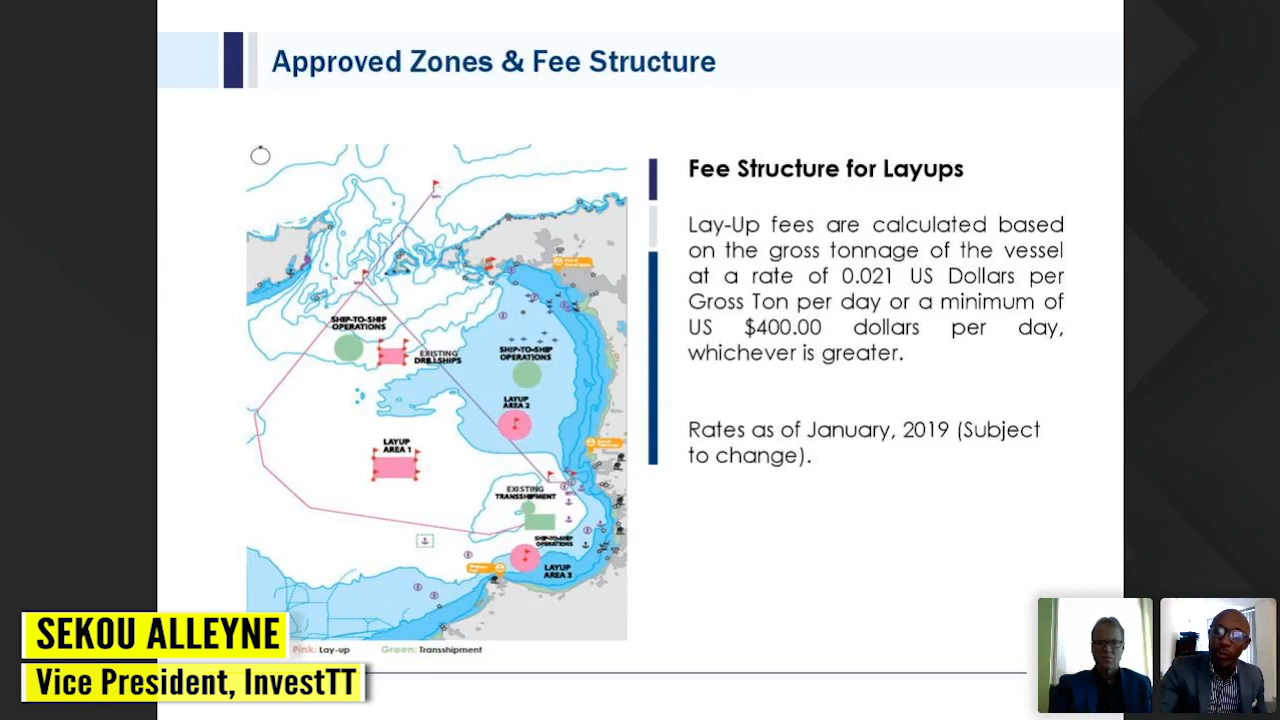 Approved Zones & Fee Structure
Fee Structure for Layups
Lay-Up fees are calculated based
on the gross tonnage of the vessel
at a rate of 0.021 US Dollars per
Gross Ton per day or a minimum of
US $400.00 dollars per day,
whichever is greater.
Rates as of January, 2019 (Subject
to change).
SHIP-TO-SHIP
OPERATIONS
EXISTING
DRILLSHIPS
SHIP-TO-SHIP
OPERATIONS
LAYUP
AREA 2
LAYUP
AREA 1
EXISTING
TRANSSHIPMENT
SHIP-TO-SHIP
OPERATIONS
LAYUP
AREA 3
Pink: Lay-up
Green: Transshipment
SEKOU ALLEYNE
Vice President, InvestTT